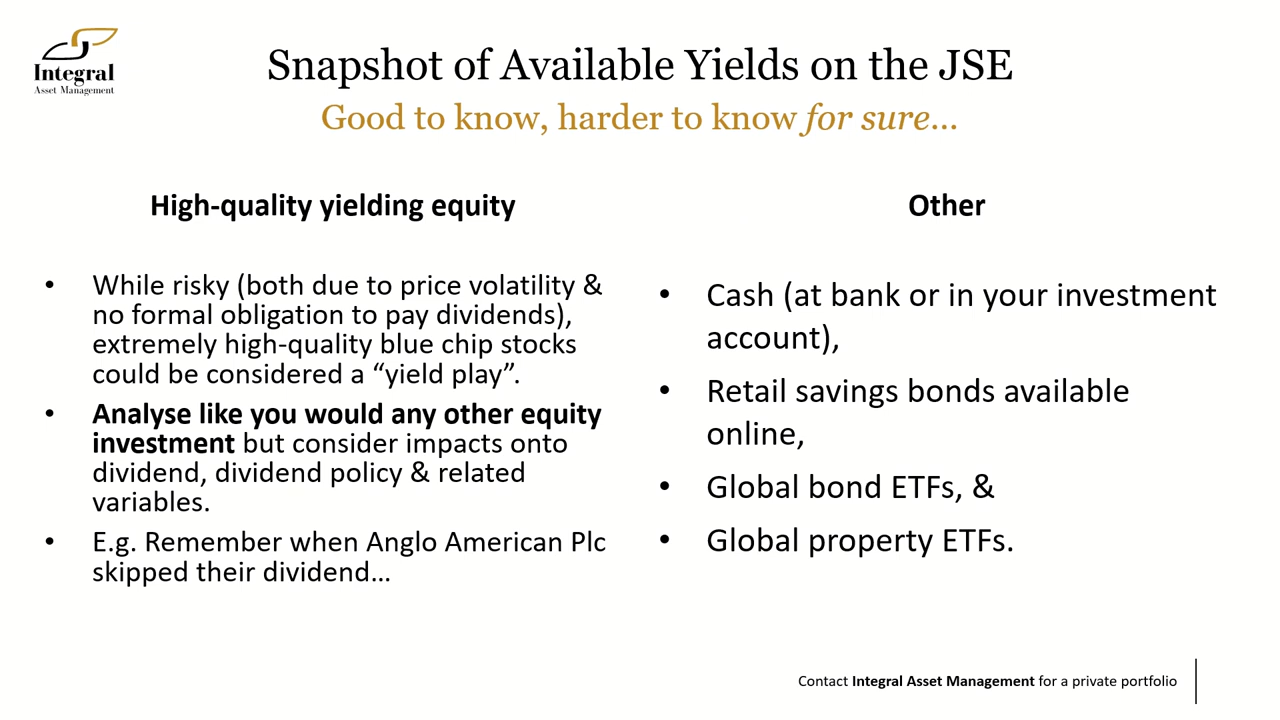 Integral
Asset Management
Snapshot of Available Yields on the JSE
Good to know, harder to know for sure...
High-quality yielding equity
• While risky (both due to price volatility &
no formal obligation to pay dividends),
extremely high-quality blue chip stocks
could be considered a “yield play”.
• Analyse like you would any other equity
investment but consider impacts onto
dividend, dividend policy & related
variables.
• E.g. Remember when Anglo American Plc
skipped their dividend...
Other
• Cash (at bank or in your investment
account),
• Retail savings bonds available
online,
• Global bond ETFs, &
• Global property ETFs.
Contact Integral Asset Management for a private portfolio